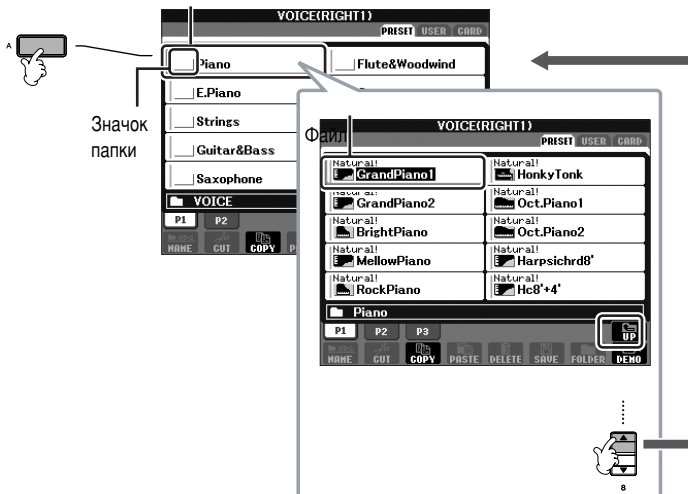 VOICE(RIGHT1)
PRESET USER CARD
A
Piano
Flute&Woodwind
E.Piano
Strings
Guitar&Bass
Saxophone
VOICE
P1 P2
NAME CUT COPY
Значок
папки
Файл
VOICE(RIGHT1)
PRESET USER CARD
Natural! Natural!
GrandPiano1 HonkyTonk
Natural! Natural!
GrandPiano2 Oct.Piano1
Natural! Natural!
BrightPiano Oct.Piano2
Natural! Natural!
MellowPiano Harpsichrd8'
Natural! Natural!
RockPiano Hc8'+4'
Piano
P1 P2 P3
UP
NAME CUT COPY PASTE DELETE SAVE FOLDER DEMO
8